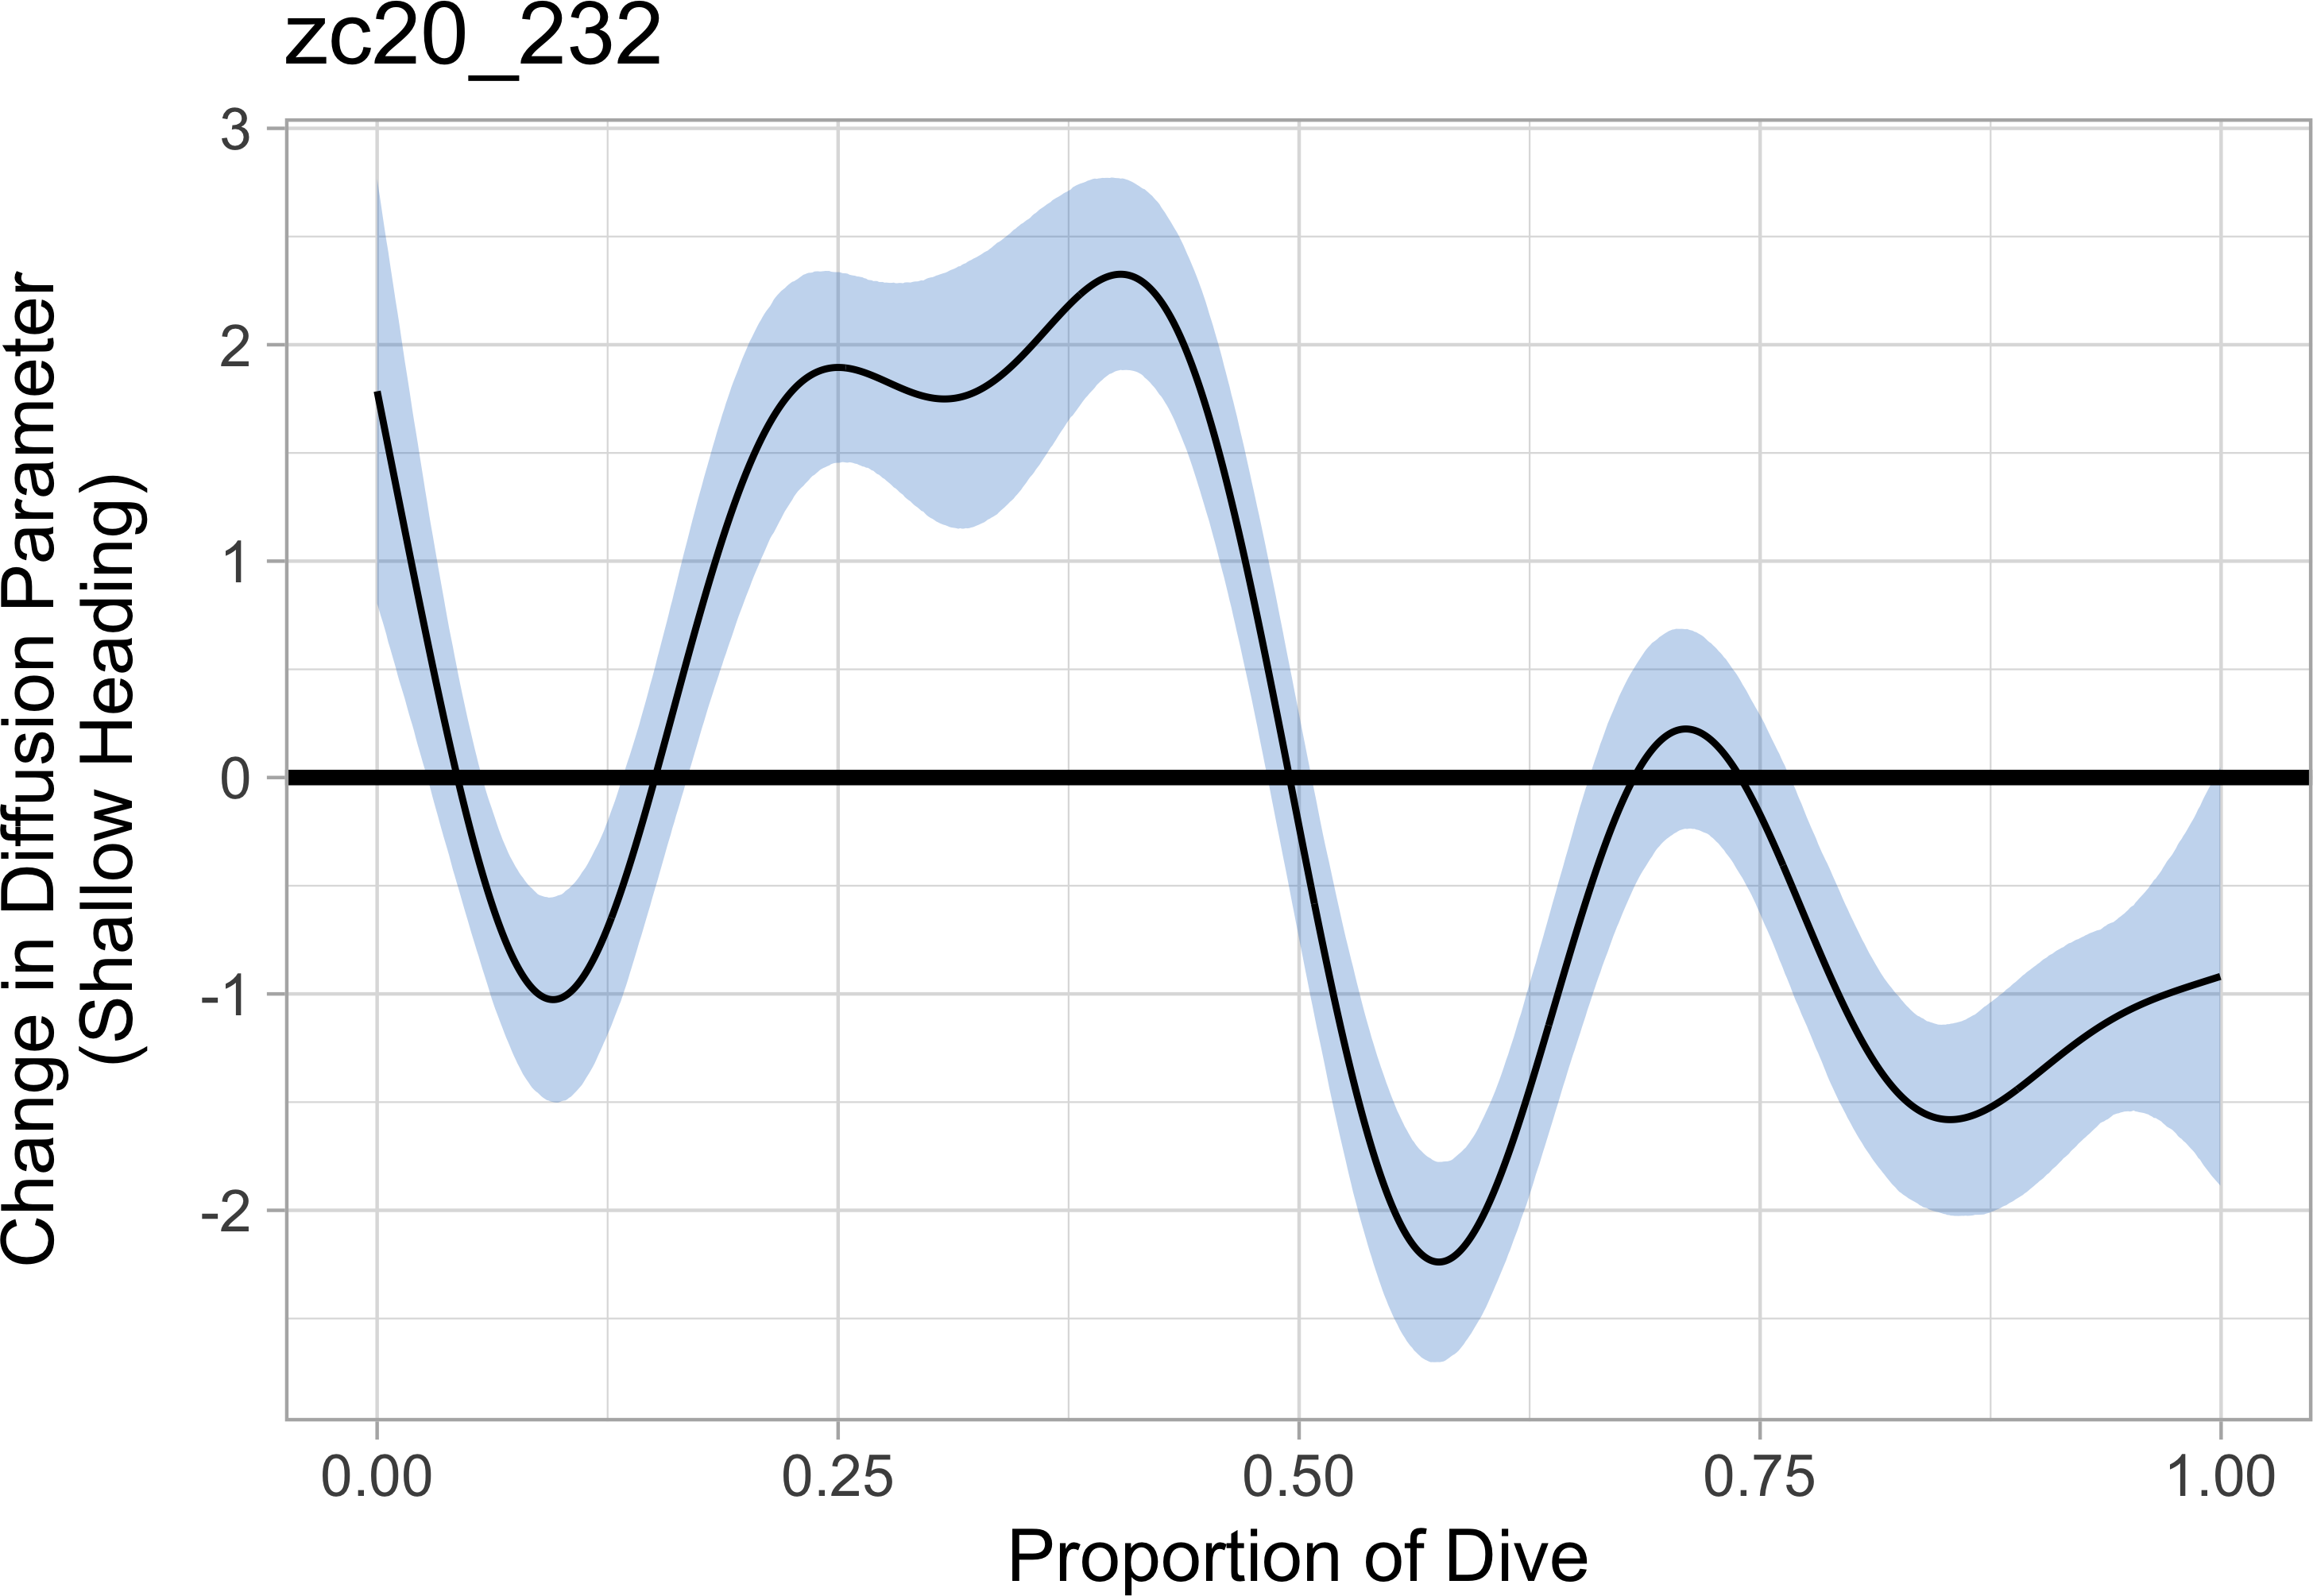 zc20_232
Change in Diffusion Parameter
(Shallow Heading)
3
2
1
0
-1
-2
0.00 0.25 0.50 0.75 1.00
Proportion of Dive